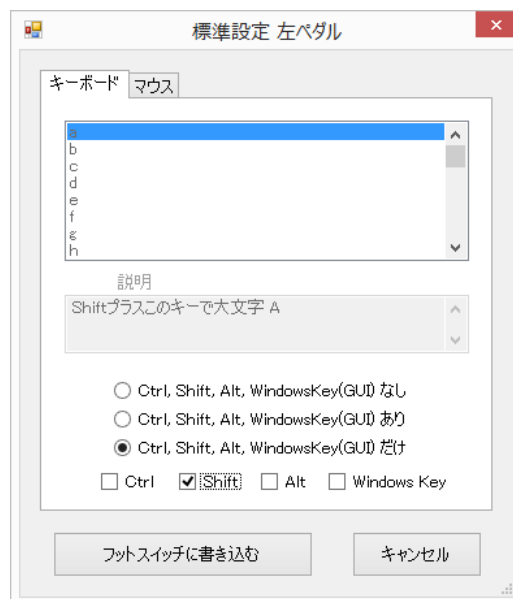 標準設定 左ペダル
キーボード マウス
a
b
c
d
e
f
g
h
説明
Shiftプラスこのキーで大文字 A
Ctrl, Shift, Alt, WindowsKey(GUI) なし
Ctrl, Shift, Alt, WindowsKey(GUI) あり
Ctrl, Shift, Alt, WindowsKey(GUI) だけ
Ctrl Shift Alt Windows Key
フットスイッチに書き込む キャンセル